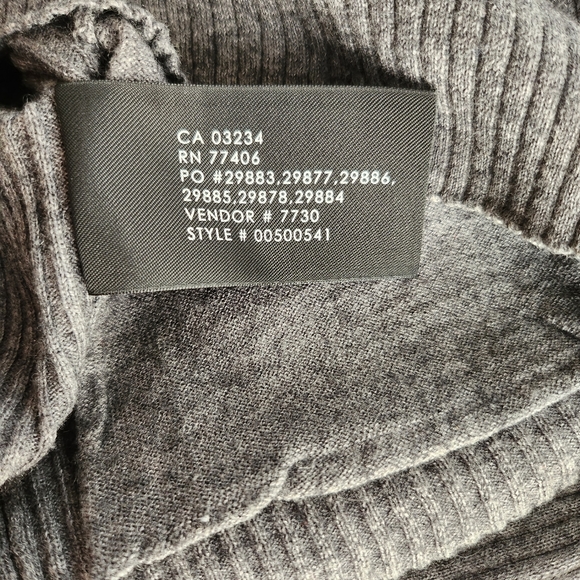 CA 03234
RN 77406
PO #29883,29877,29886,
29885,29878,29884
VENDOR # 7730
STYLE # 00500541